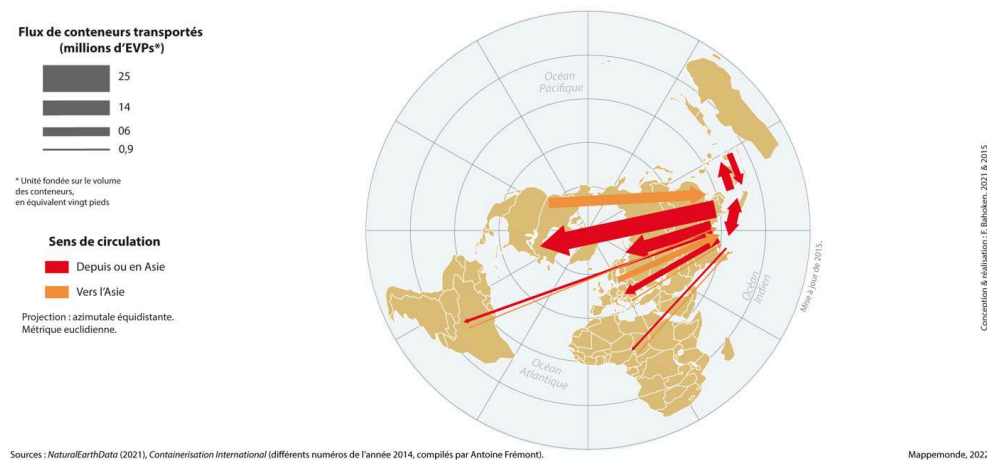 Flux de conteneurs transportés
(millions d'EVPs*)
25
14
06
0,9
* Unité fondée sur le volume
des conteneurs,
en équivalent vingt pieds
Sens de circulation
Depuis ou en Asie
Vers l'Asie
Projection : azimutale équidistante.
Métrique euclidienne.
Océan
Pacifique
Océan
Indien
Océan
Atlantique
Mise à jour de 2015.
Conception & réalisation : F. Bahoken, 2021 & 2015
Sources : NaturalEarthData (2021), Containerisation International (différents numéros de l'année 2014, compilés par Antoine Frémont).
Mappemonde, 2022